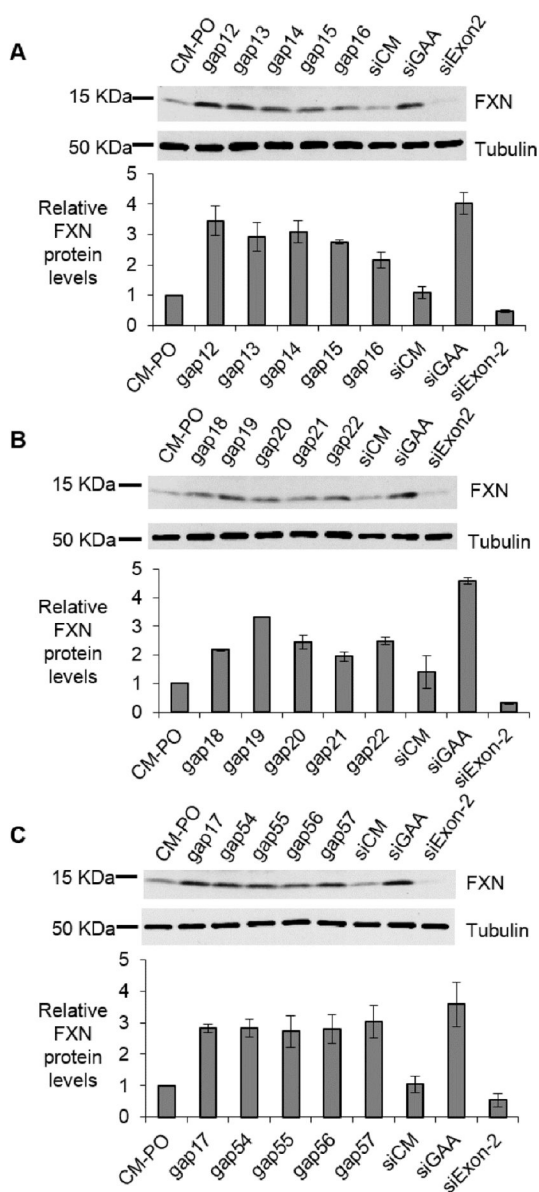 A
CM-PO gap12 gap13 gap14 gap15 gap16 siCM siGAA siExon2
15 KDa FXN
50 KDa Tubulin
Relative FXN protein levels
5
4
3
2
1
0
CM-PO gap12 gap13 gap14 gap15 gap16 siCM siGAA siExon-2
B
CM-PO gap18 gap19 gap20 gap21 gap22 siCM siGAA siExon2
15 KDa FXN
50 KDa Tubulin
Relative FXN protein levels
5
4
3
2
1
0
CM-PO gap18 gap19 gap20 gap21 gap22 siCM siGAA siExon-2
C
CM-PO gap17 gap54 gap55 gap56 gap57 siCM siGAA siExon-2
15 KDa FXN
50 KDa Tubulin
Relative FXN protein levels
5
4
3
2
1
0
CM-PO gap17 gap54 gap55 gap56 gap57 siCM siGAA siExon-2